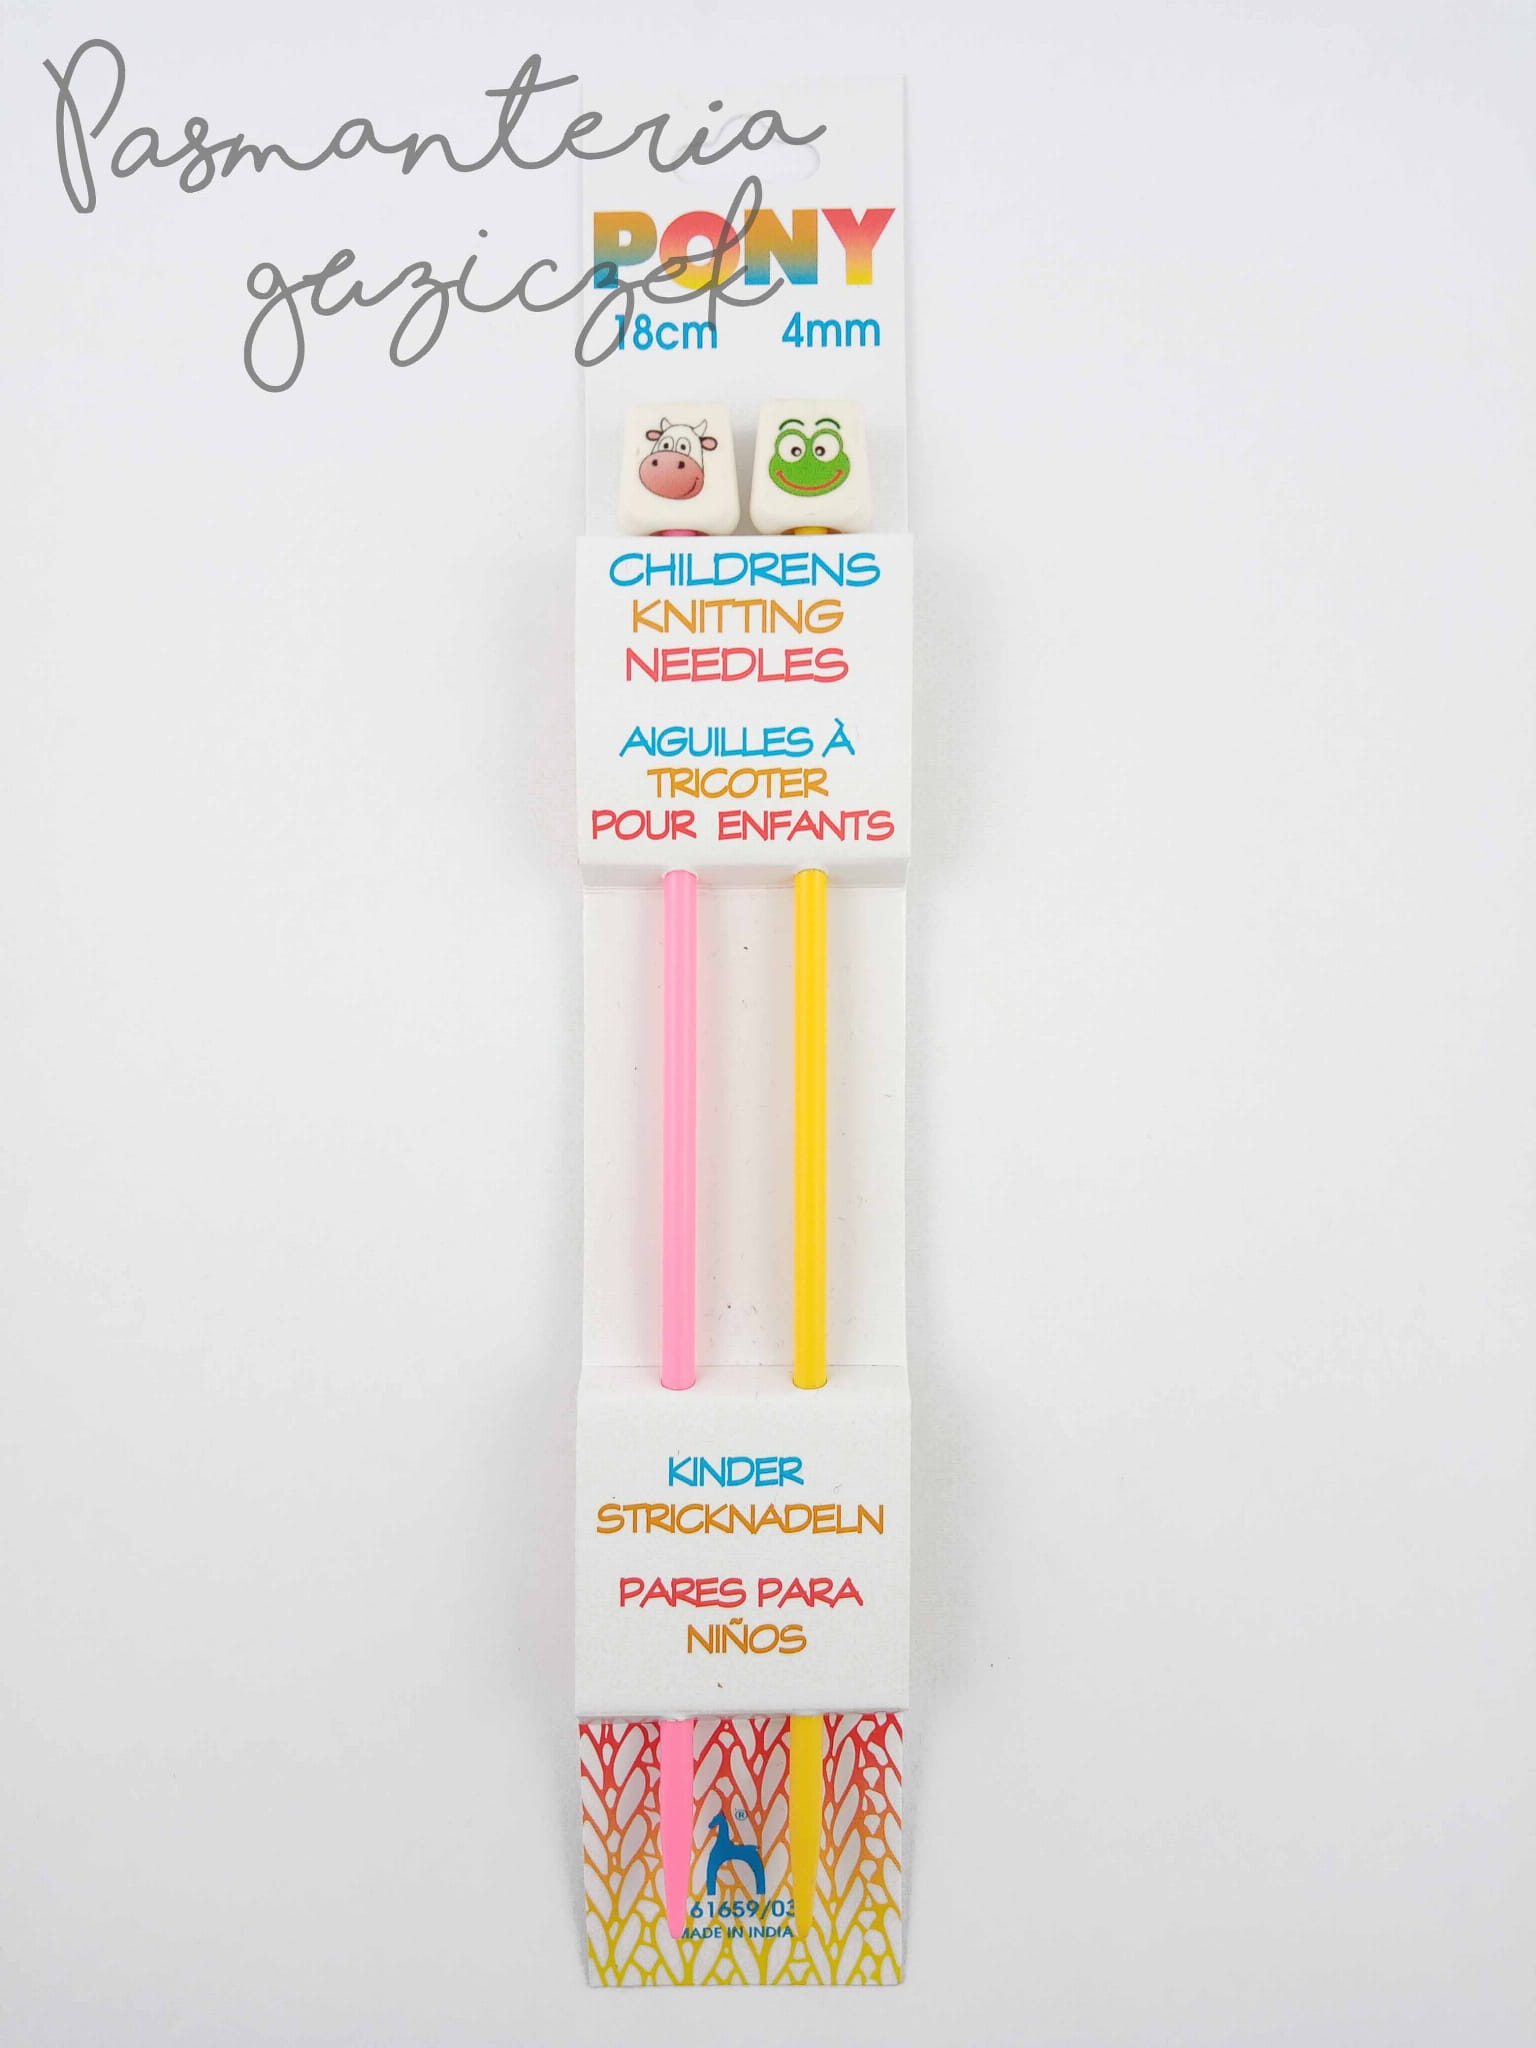 Pasmanteria
guziczek
PONY
18cm 4mm
CHILDRENS
KNITTING
NEEDLES
AIGUILLES À
TRICOTER
POUR ENFANTS
KINDER
STRICKNADELN
PARES PARA
NIÑOS
®
61659/03
MADE IN INDIA